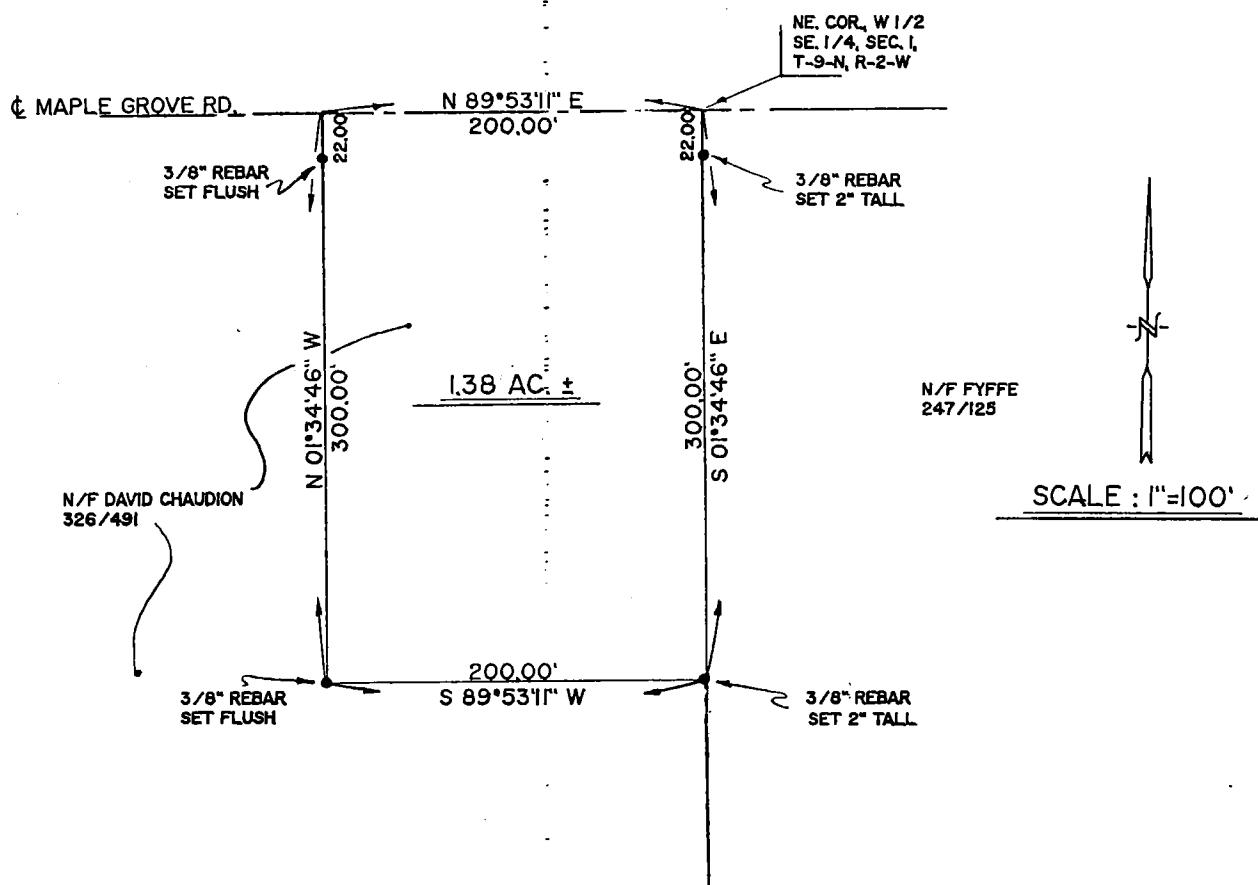 NE. COR., W 1/2
SE. 1/4, SEC. 1,
T-9-N, R-2-W
℄ MAPLE GROVE RD.
N 89°53'11" E
200.00'
22.00
22.00
3/8" REBAR
SET FLUSH
3/8" REBAR
SET 2" TALL
N 01°34'46" W
300.00'
1.38 AC. ±
300.00'
S 01°34'46" E
N/F FYFFE
247/125
N
SCALE : 1"=100'
N/F DAVID CHAUDION
326/491
200.00'
S 89°53'11" W
3/8" REBAR
SET FLUSH
3/8" REBAR
SET 2" TALL